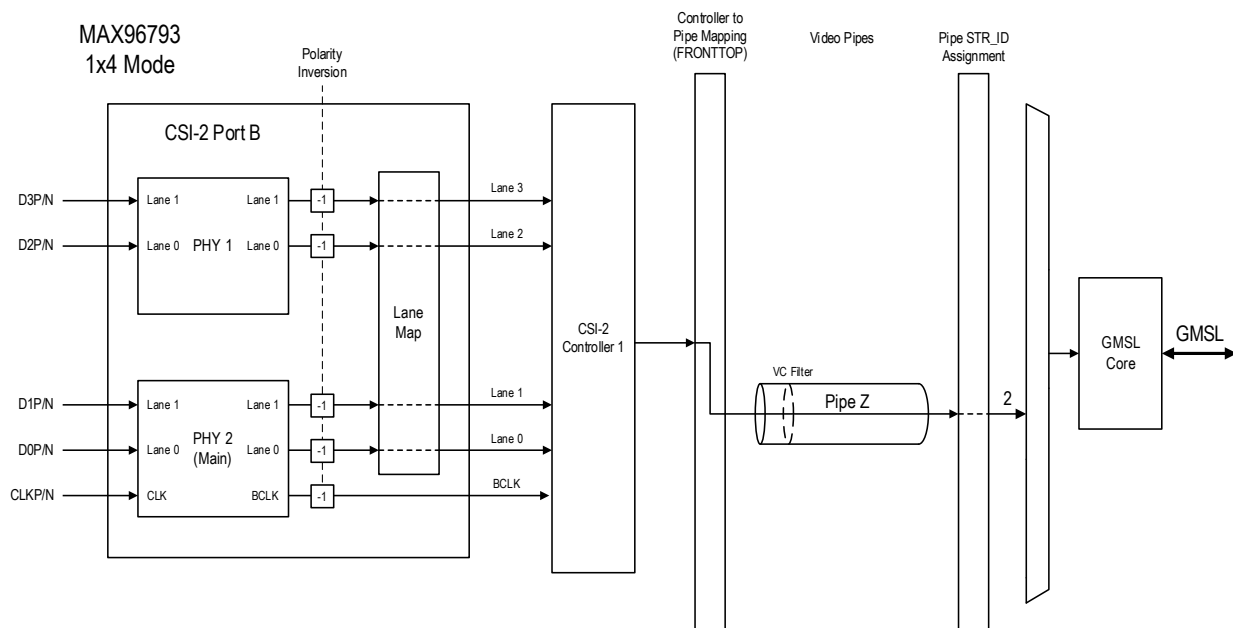 MAX96793
1x4 Mode
Polarity
Inversion
Controller to
Pipe Mapping
(FRONTTOP)
Video Pipes
Pipe STR_ID
Assignment
CSI-2 Port B
D3P/N
Lane 1
Lane 1
-1
Lane 3
D2P/N
Lane 0
PHY 1
Lane 0
-1
Lane 2
Lane
Map
CSI-2
Controller 1
GMSL
Core
GMSL
VC Filter
Pipe Z
2
D1P/N
Lane 1
Lane 1
-1
Lane 1
D0P/N
Lane 0
PHY 2
(Main)
Lane 0
-1
Lane 0
CLKP/N
CLK
BCLK
-1
BCLK